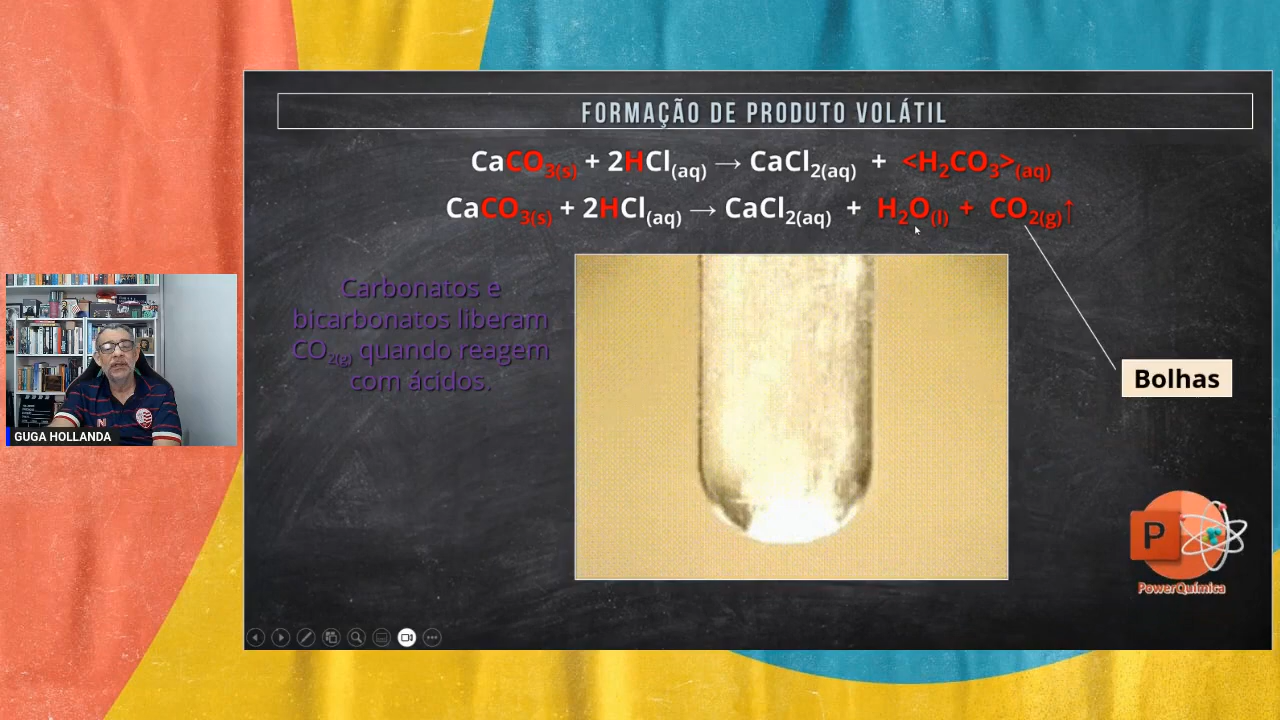 FORMAÇÃO DE PRODUTO VOLÁTIL
CaCO₃₍ₛ₎ + 2HCl₍aq₎ → CaCl₂₍aq₎ + <H₂CO₃>₍aq₎
CaCO₃₍ₛ₎ + 2HCl₍aq₎ → CaCl₂₍aq₎ + H₂O₍l₎ + CO₂₍g₎↑
Carbonatos e
bicarbonatos liberam
CO₂₍g₎ quando reagem
com ácidos.
Bolhas
GUGA HOLLANDA
P
PowerQuímica